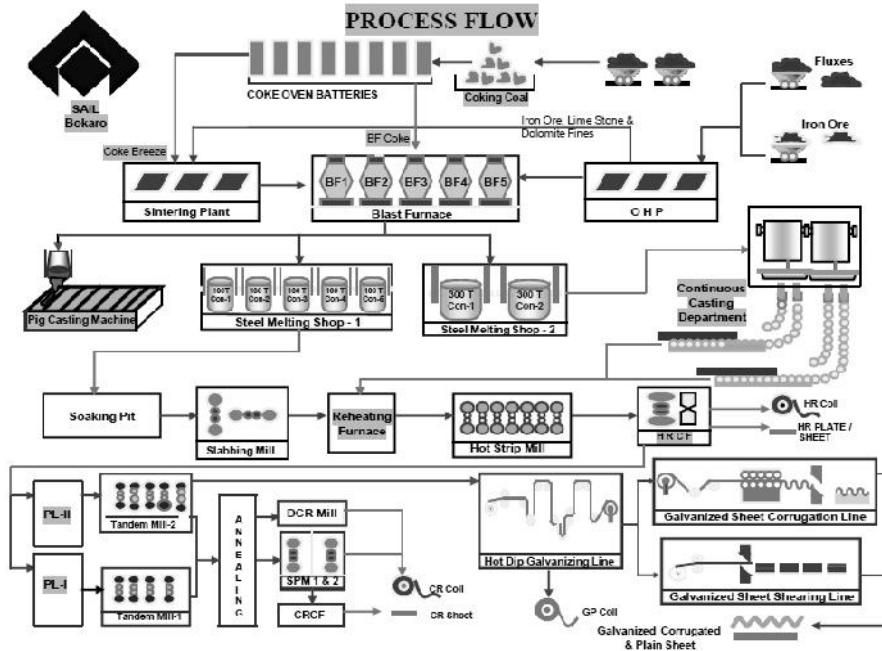 PROCESS FLOW
SAIL
Bokaro
COKE OVEN BATTERIES
Coking Coal
Fluxes
Iron Ore
Iron Ore, Lime Stone &
Dolomite Fines
Coke Breeze
BF Coke
Sintering Plant
BF1 BF2 BF3 BF4 BF5
Blast Furnace
O H P
Pig Casting Machine
100 T 100 T 100 T 100 T 100 T
Con-1 Con-2 Con-3 Con-4 Con-5
Steel Melting Shop - 1
300 T 300 T
Con-1 Con-2
Steel Melting Shop - 2
Continuous
Casting
Department
Soaking Pit
Slabbing Mill
Reheating
Furnace
Hot Strip Mill
H R C F
HR Coil
HR PLATE /
SHEET
PL-II
Tandem Mill-2
PL-I
Tandem Mill-1
ANNEALING
DCR Mill
SPM 1 & 2
CRCF
CR Coil
CR Sheet
Hot Dip Galvanizing Line
GP Coil
Galvanized Sheet Corrugation Line
Galvanized Sheet Shearing Line
Galvanized Corrugated
& Plain Sheet